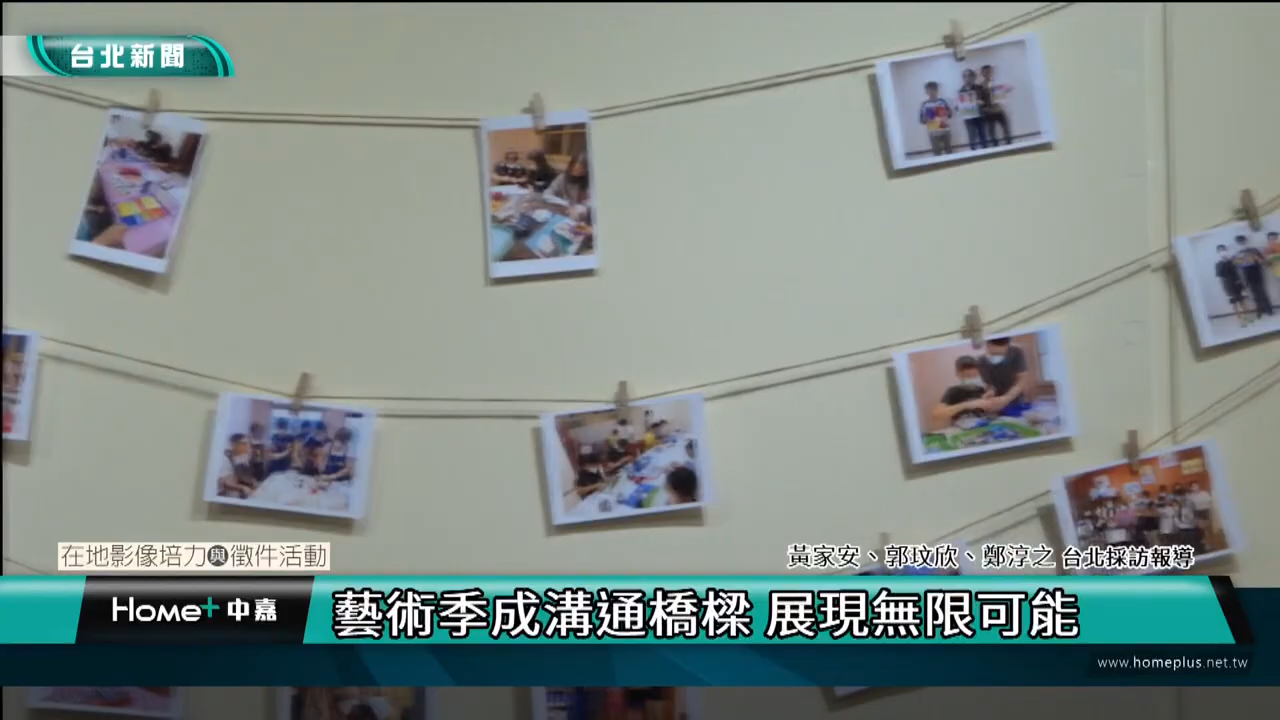 台北新聞
在地影像培力與徵件活動
黃家安、郭玟欣、鄭淳之 台北採訪報導
Home+中嘉
藝術季成溝通橋樑 展現無限可能
www.homeplus.net.tw